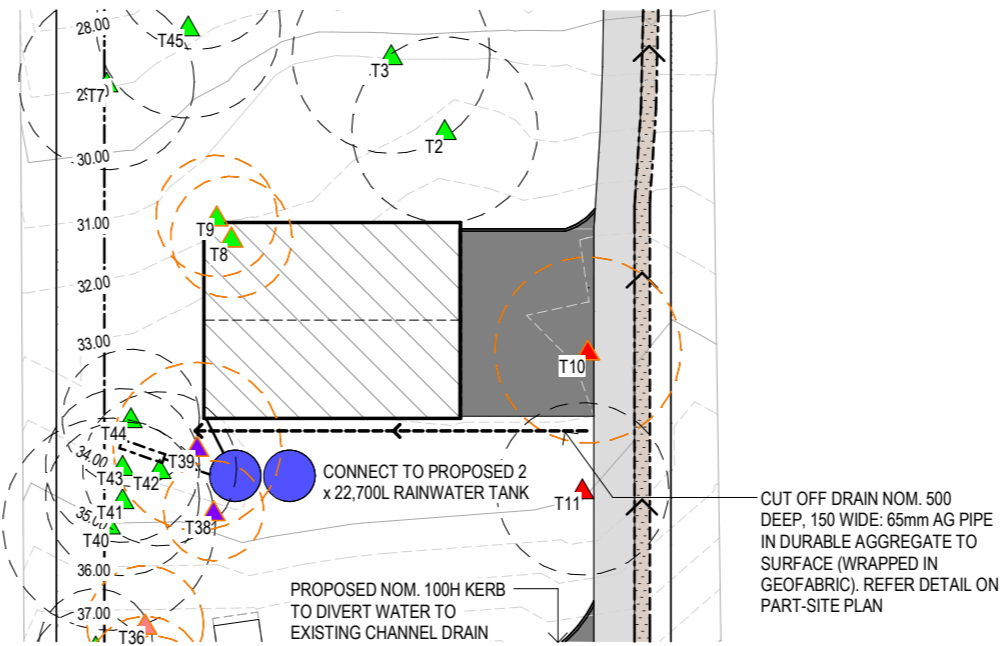 28.00
T45
T3
29.00
T7
T2
30.00
31.00
T9
T8
32.00
33.00
T10
T44
34.00
T39
T43
T42
CONNECT TO PROPOSED 2
x 22,700L RAINWATER TANK
T11
T41
T381
35.00
T40
CUT OFF DRAIN NOM. 500
DEEP, 150 WIDE: 65mm AG PIPE
IN DURABLE AGGREGATE TO
SURFACE (WRAPPED IN
GEOFABRIC). REFER DETAIL ON
PART-SITE PLAN
36.00
PROPOSED NOM. 100H KERB
TO DIVERT WATER TO
EXISTING CHANNEL DRAIN
37.00
T36